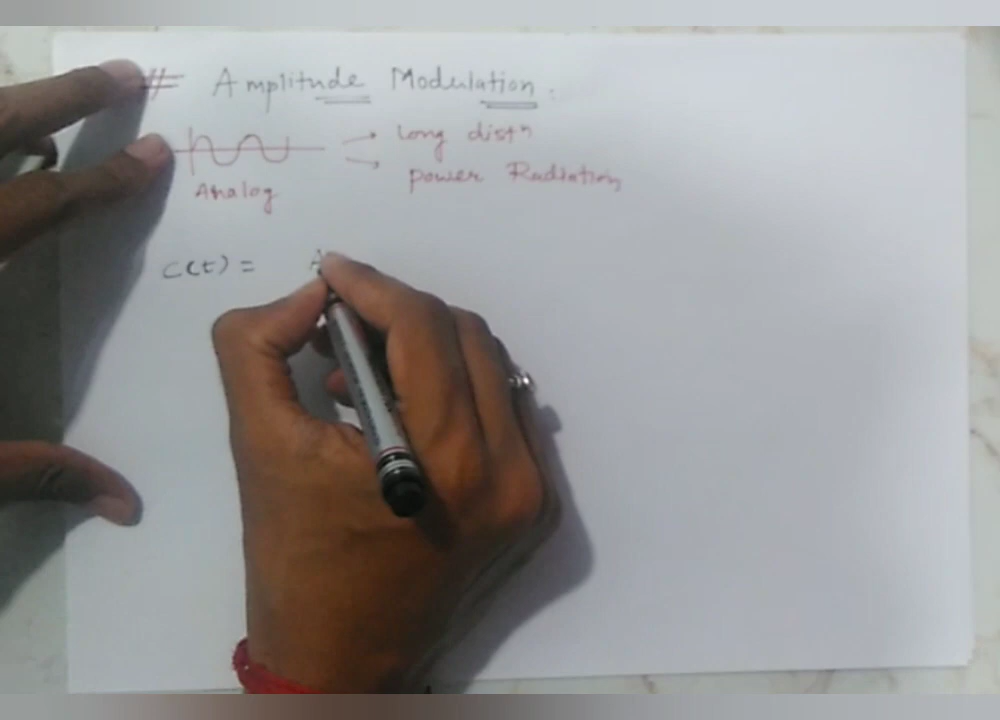 # Amplitude Modulation :
Long distn
power Radiation
Analog
C(t) = A